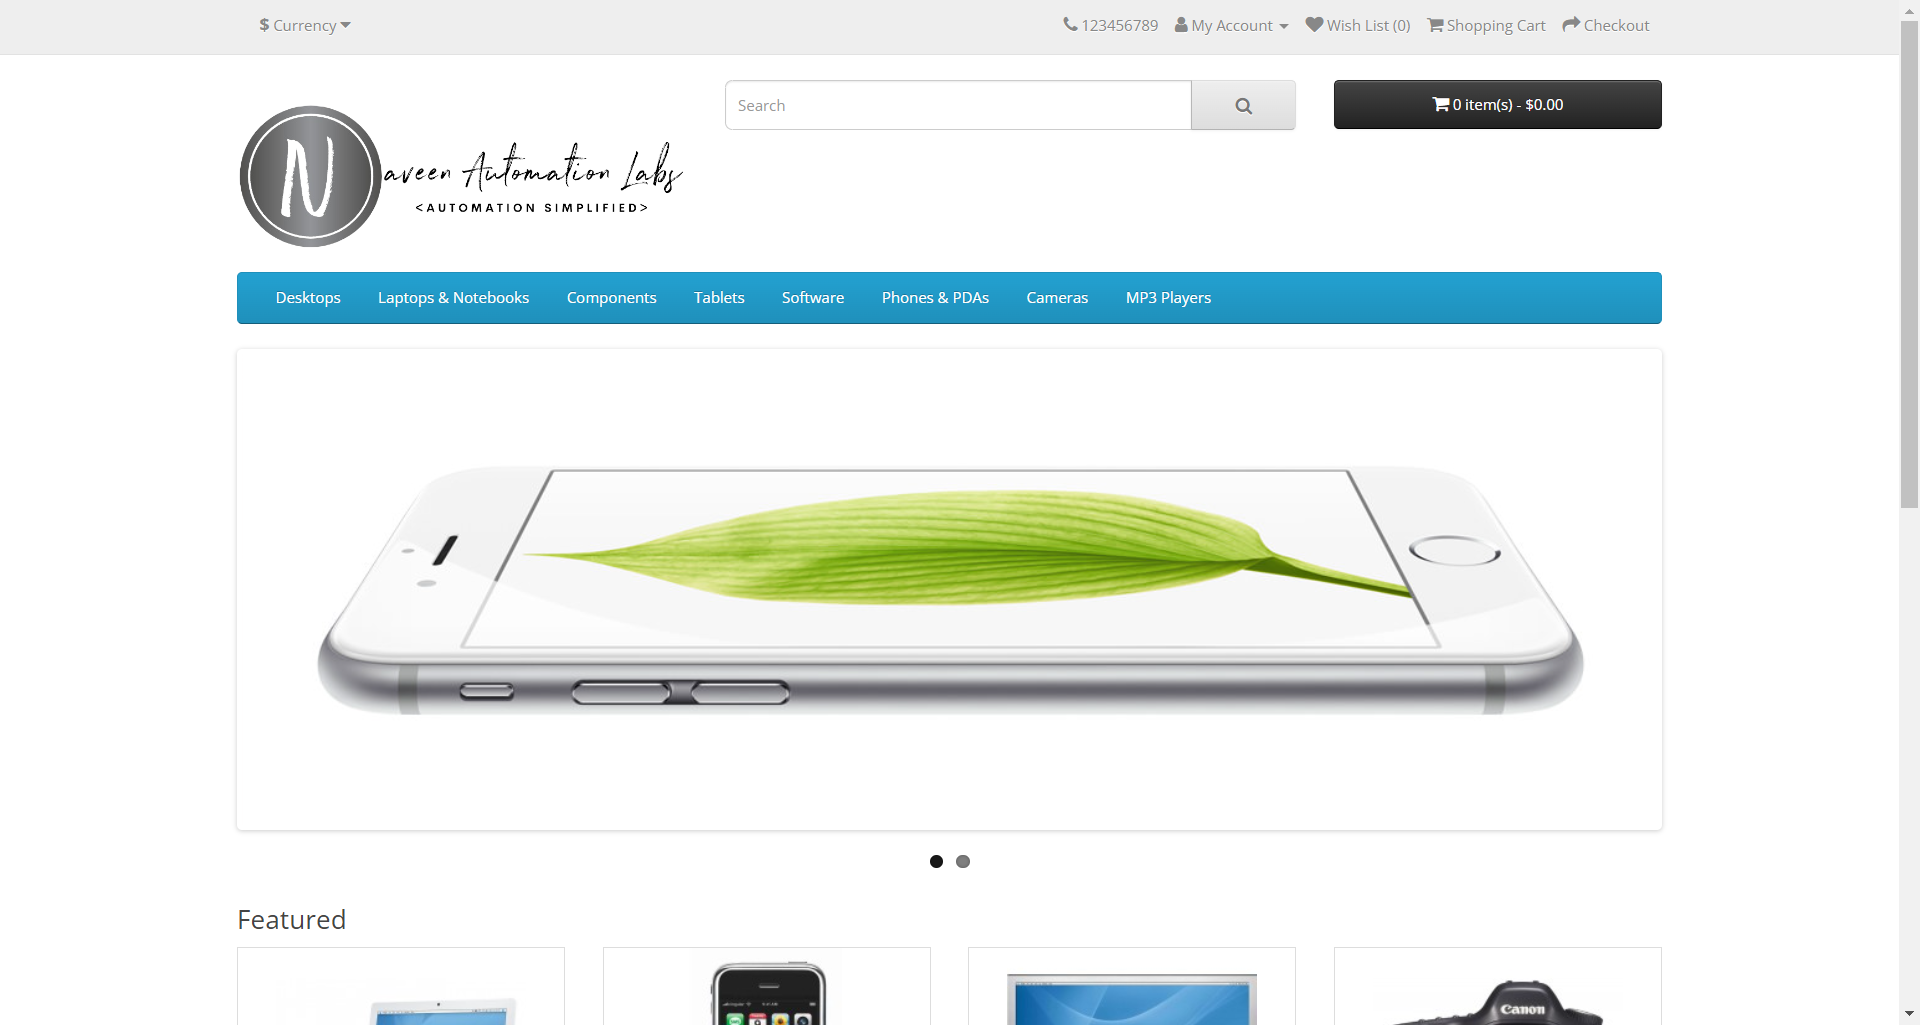 $ Currency
123456789 My Account Wish List (0) Shopping Cart Checkout
Search
0 item(s) - $0.00
N
aveen Automation Labs
<AUTOMATION SIMPLIFIED>
Desktops Laptops & Notebooks Components Tablets Software Phones & PDAs Cameras MP3 Players
Featured
Canon